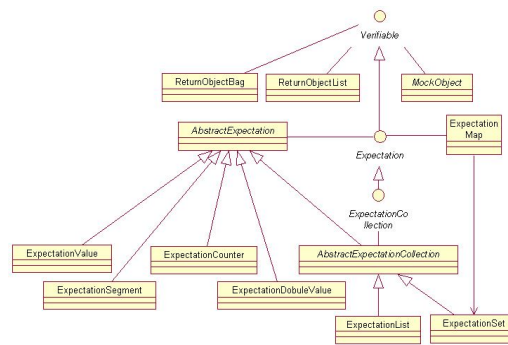 Verifiable
ReturnObjectBag
ReturnObjectList
MockObject
AbstractExpectation
Expectation
Map
Expectation
ExpectationCo
llection
ExpectationValue
ExpectationCounter
AbstractExpectationCollection
ExpectationSegment
ExpectationDobuleValue
ExpectationList
ExpectationSet